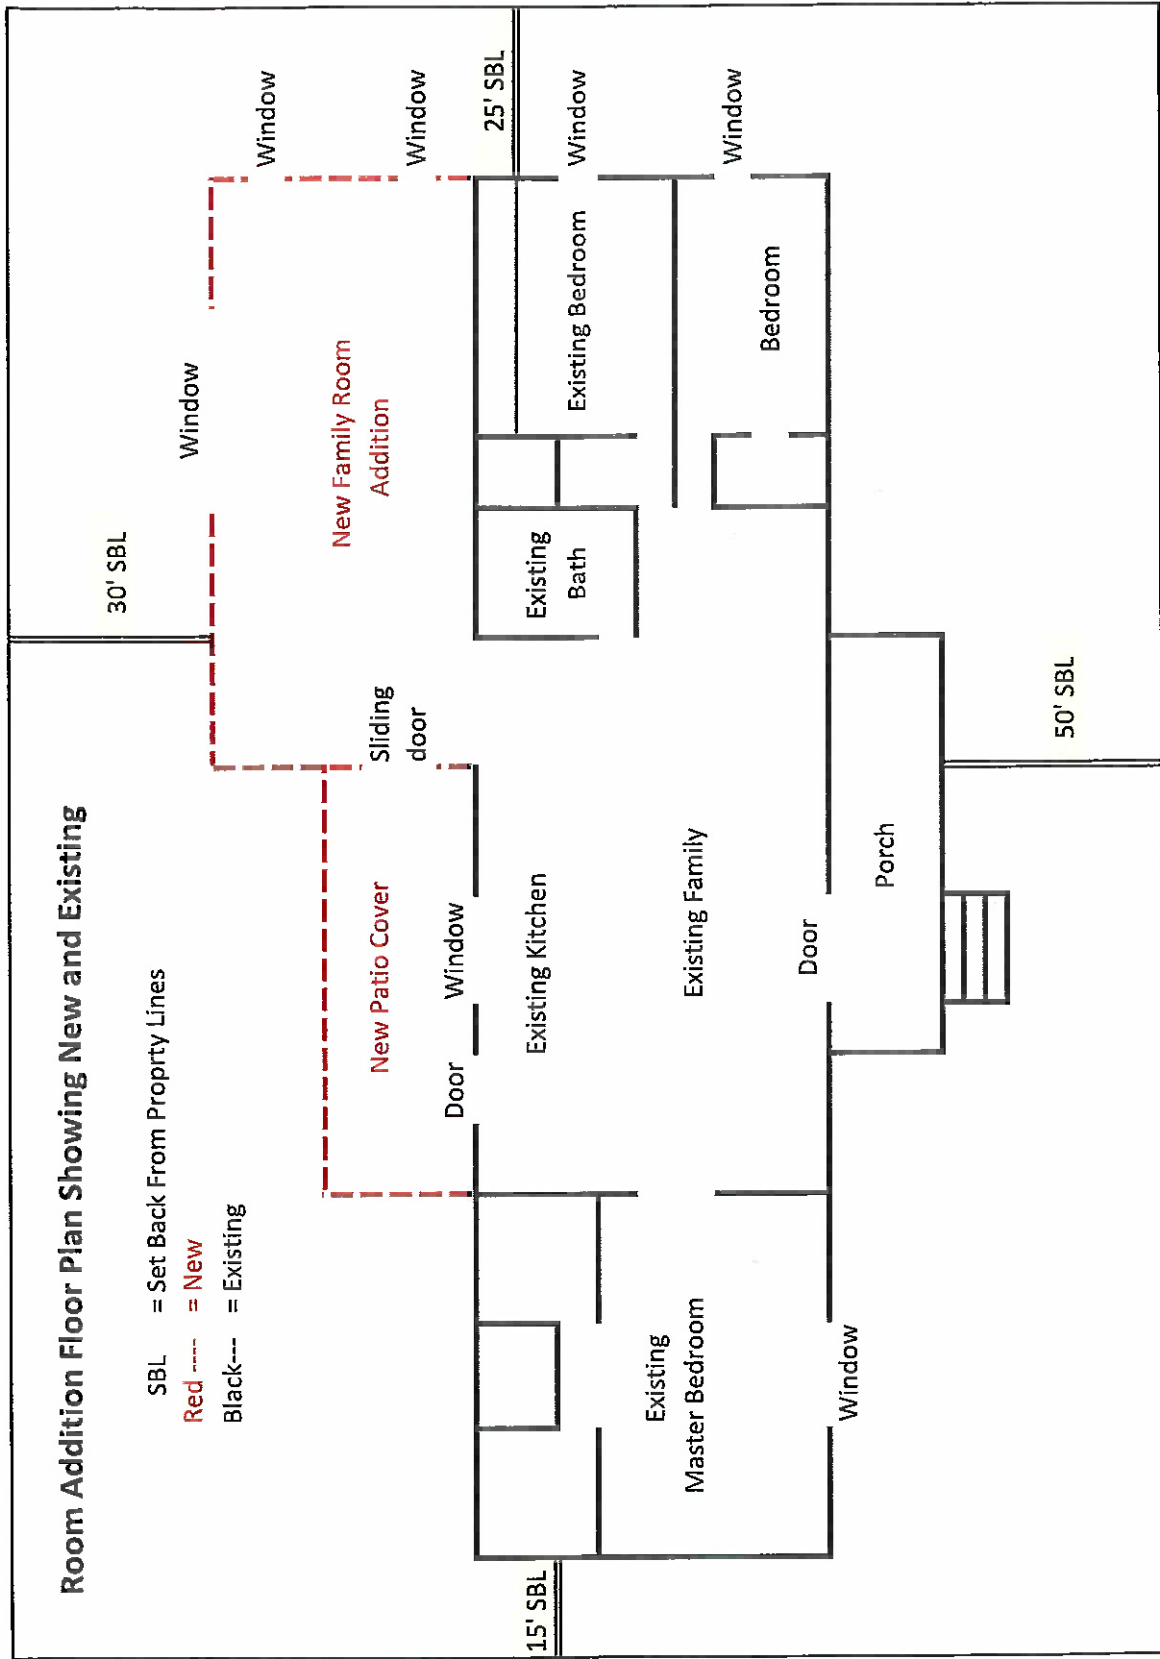 Room Addition Floor Plan Showing New and Existing
SBL = Set Back From Proprty Lines
Red ---- = New
Black--- = Existing
30' SBL
Window
Window
Window
New Family Room
Addition
Sliding
door
New Patio Cover
Door
Window
25' SBL
15' SBL
Existing Kitchen
Existing
Bath
Existing Bedroom
Window
Existing
Master Bedroom
Existing Family
Bedroom
Window
Window
Door
Porch
50' SBL